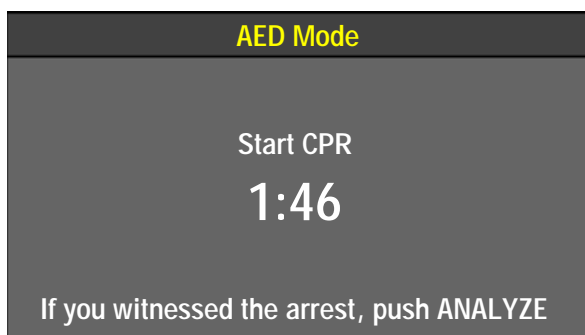 AED Mode
Start CPR
1:46
If you witnessed the arrest, push ANALYZE